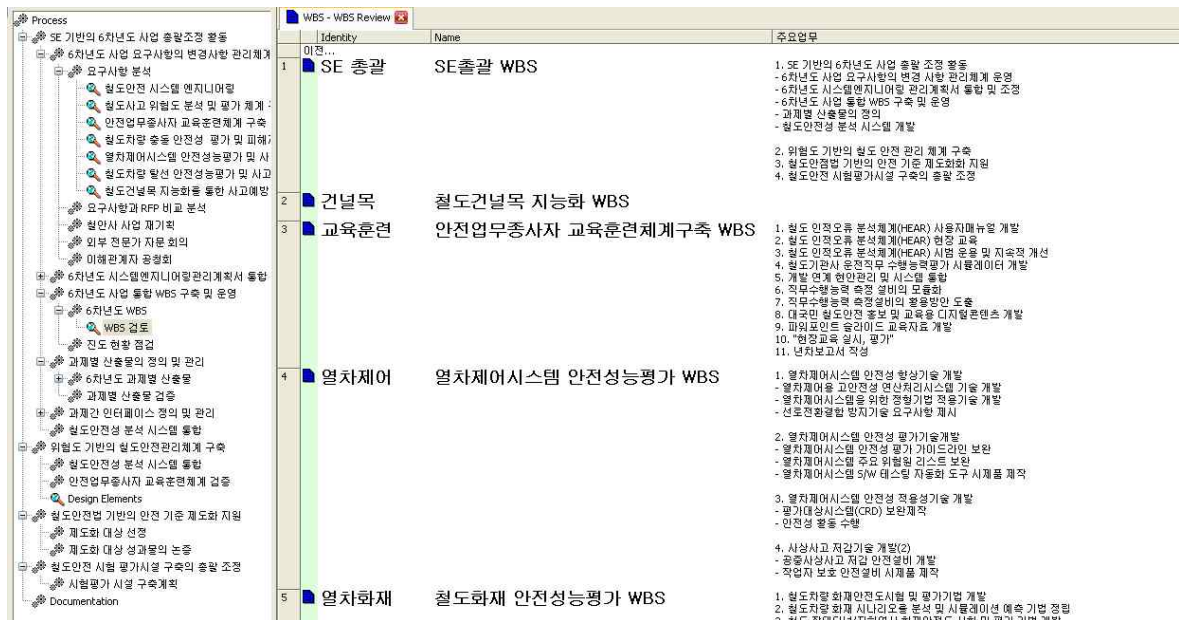 Process
SE 기반의 6차년도 사업 총괄조정 활동
6차년도 사업 요구사항의 변경사항 관리체계
요구사항 분석
철도안전 시스템 엔지니어링
철도사고 위험도 분석 및 평가 체계
안전업무종사자 교육훈련체계 구축
철도차량 충동 안전성 평가 및 피해
열차제어시스템 안전성능평가 및 사
철도차량 탈선 안전성능평가 및 사고
철도건널목 지능화를 통한 사고예방
요구사항과 RFP 비교 분석
철안사 사업 재기획
외부 전문가 자문 회의
이해관계자 공청회
6차년도 시스템엔지니어링관리계획서 통합
6차년도 사업 통합 WBS 구축 및 운영
6차년도 WBS
WBS 검토
진도 현황 점검
과제별 산출물의 정의 및 관리
6차년도 과제별 산출물
과제별 산출물 검증
과제간 인터페이스 정의 및 관리
철도안전성 분석 시스템 통합
위험도 기반의 철도안전관리체계 구축
철도안전성 분석 시스템 통합
안전업무종사자 교육훈련체계 검증
Design Elements
철도안전법 기반의 안전 기준 제도화 지원
제도화 대상 선정
제도화 대상 성과물의 논증
철도안전 시험 평가시설 구축의 총괄 조정
시험평가 시설 구축계획
Documentation
WBS - WBS Review
Identity Name 주요업무
이전...
1 SE 총괄 SE총괄 WBS
1. SE 기반의 6차년도 사업 총괄 조정 활동
- 6차년도 사업 요구사항의 변경 사항 관리체계 운영
- 6차년도 시스템엔지니어링 관리계획서 통합 및 조정
- 6차년도 사업 통합 WBS 구축 및 운영
- 과제별 산출물의 정의
- 철도안전성 분석 시스템 개발
2. 위험도 기반의 철도 안전 관리 체계 구축
3. 철도안점법 기반의 안전 기준 제도화화 지원
4. 철도안전 시험평가시설 구축의 총괄 조정
2 건널목 철도건널목 지능화 WBS
3 교육훈련 안전업무종사자 교육훈련체계구축 WBS
1. 철도 인적오류 분석체계(HEAR) 사용자매뉴얼 개발
2. 철도 인적오류 분석체계(HEAR) 현장 교육
3. 철도 인적오류 분석체계(HEAR) 시범 운용 및 지속적 개선
4. 철도기관사 운전직무 수행능력평가 시뮬레이터 개발
5. 개발 연계 현안관리 및 시스템 통합
6. 직무수행능력 측정 설비의 모듈화
7. 직무수행능력 측정설비의 활용방안 도출
8. 대국민 철도안전 홍보 및 교육용 디지털콘텐츠 개발
9. 파워포인트 슬라이드 교육자료 개발
10. "현장교육 실시, 평가"
11. 년차보고서 작성
4 열차제어 열차제어시스템 안전성능평가 WBS
1. 열차제어시스템 안전성 향상기술 개발
- 열차제어용 고안전성 연산처리시스템 기술 개발
- 열차제어시스템을 위한 정형기법 적용기술 개발
- 선로전환결함 방지기술 요구사항 제시
2. 열차제어시스템 안전성 평가기술개발
- 열차제어시스템 안전성 평가 가이드라인 보완
- 열차제어시스템 주요 위험원 리스트 보완
- 열차제어시스템 S/W 테스팅 자동화 도구 시제품 제작
3. 열차제어시스템 안전성 적용성기술 개발
- 평가대상시스템(CRD) 보완제작
- 안전성 활동 수행
4. 사상사고 저감기술 개발(2)
- 공중사상사고 저감 안전설비 개발
- 작업자 보호 안전설비 시제품 제작
5 열차화재 철도화재 안전성능평가 WBS
1. 철도차량 화재안전도시험 및 평가기법 개발
2. 철도차량 화재 시나리오을 분석 및 시뮬레이션 예측 기법 정립